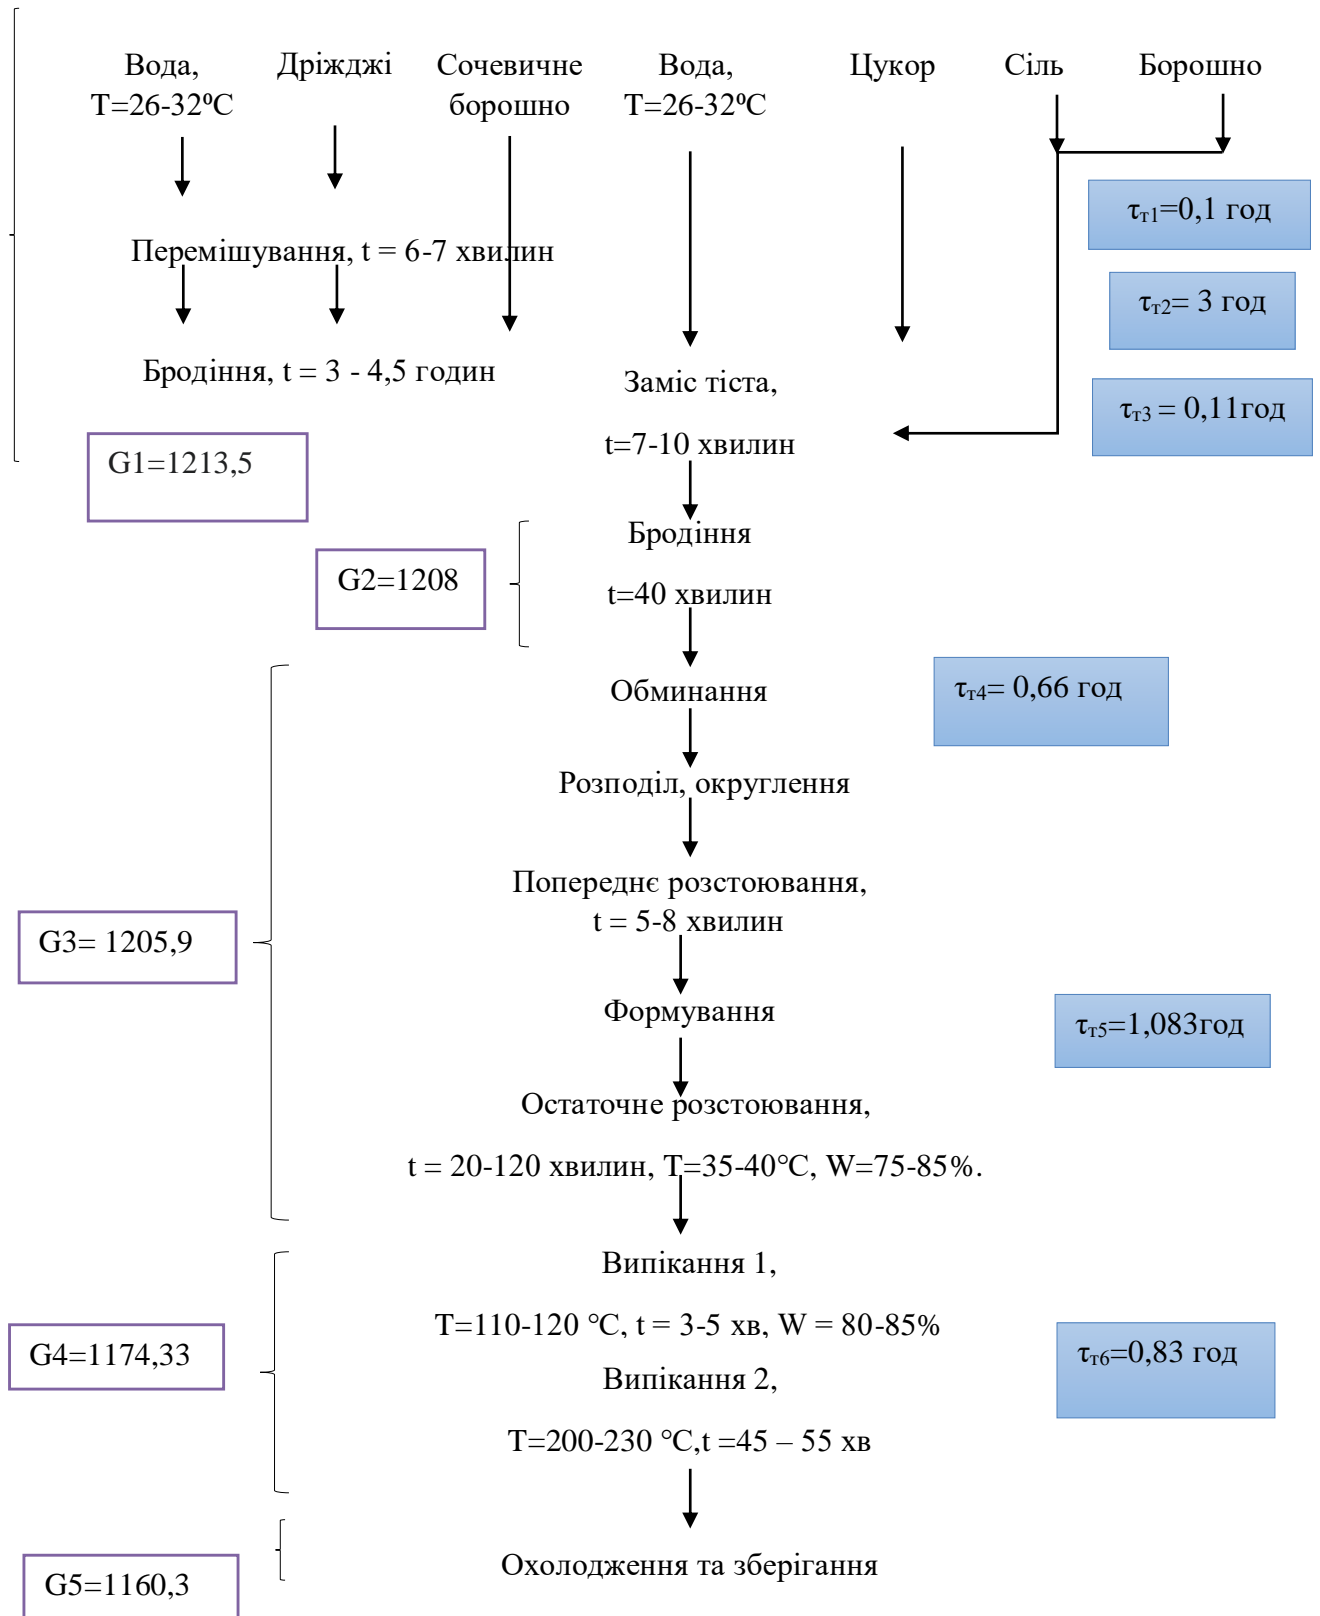 Вода,
T=26-32⁰С
Дріжджі
Сочевичне
борошно
Вода,
T=26-32⁰С
Цукор
Сіль
Борошно
τт1=0,1 год
Перемішування, t = 6-7 хвилин
τт2= 3 год
Бродіння, t = 3 - 4,5 годин
Заміс тіста,
t=7-10 хвилин
τт3 = 0,11год
G1=1213,5
Бродіння
t=40 хвилин
G2=1208
Обминання
τт4= 0,66 год
Розподіл, округлення
Попереднє розстоювання,
t = 5-8 хвилин
G3= 1205,9
Формування
τт5=1,083год
Остаточне розстоювання,
t = 20-120 хвилин, T=35-40°С, W=75-85%.
Випікання 1,
T=110-120 °С, t = 3-5 хв, W = 80-85%
G4=1174,33
τт6=0,83 год
Випікання 2,
T=200-230 °С,t =45 – 55 хв
Охолодження та зберігання
G5=1160,3